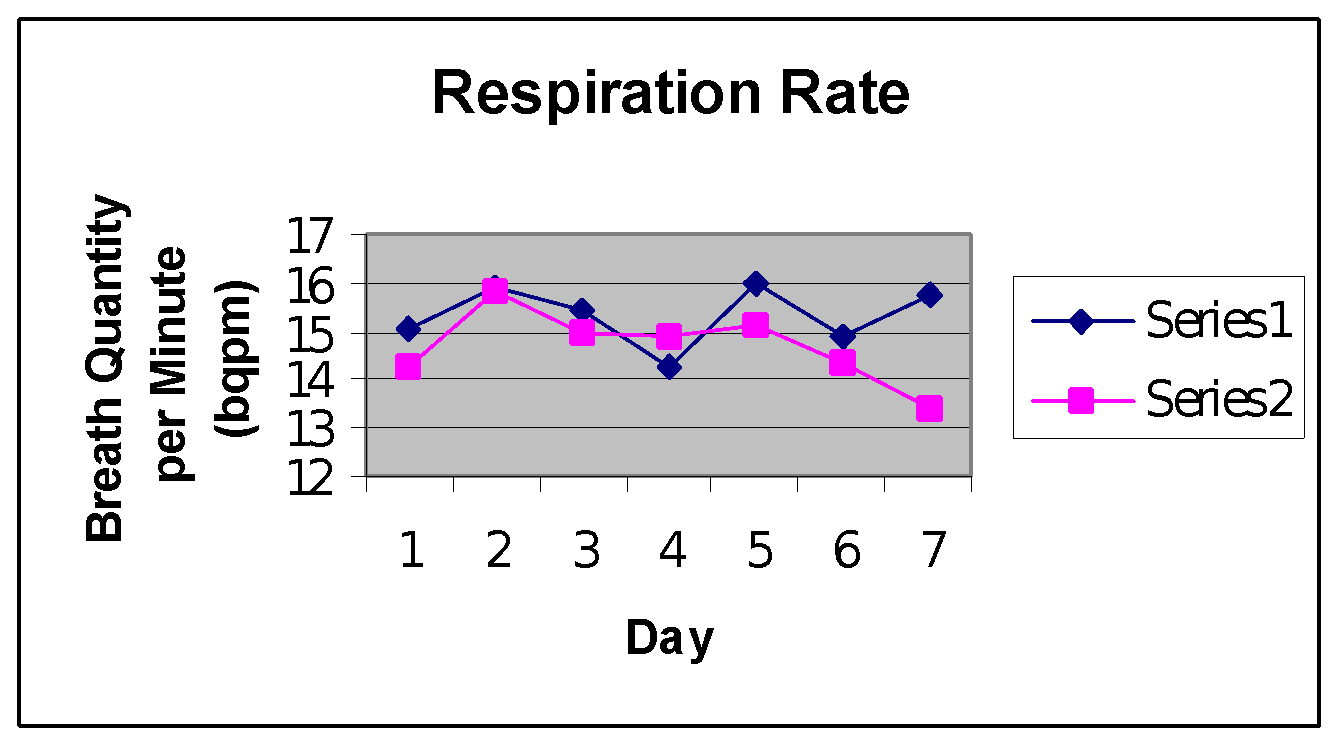 Respiration Rate
Breath Quantity
per Minute
(bqpm)
17
16
15
14
13
12
1 2 3 4 5 6 7
Day
Series1
Series2